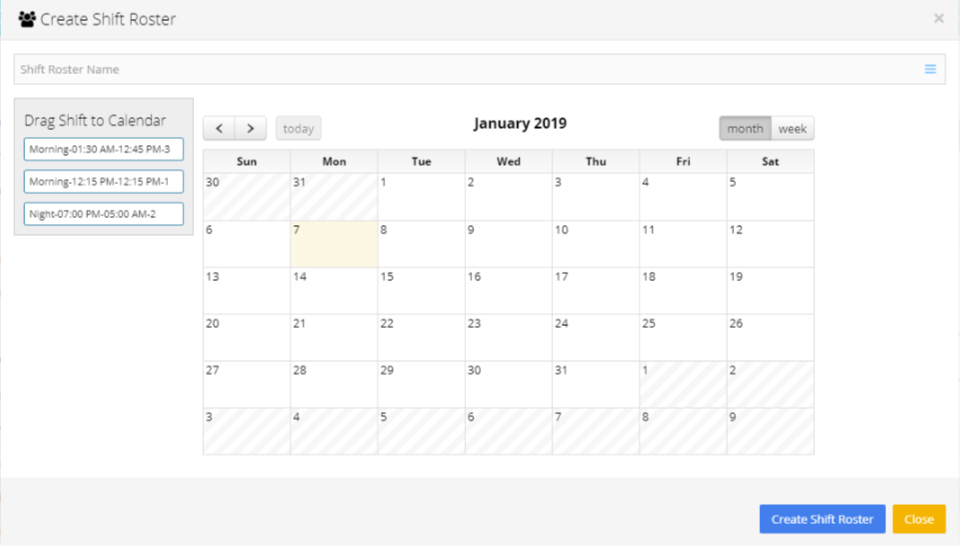 Create Shift Roster ×
Shift Roster Name
Drag Shift to Calendar
Morning-01:30 AM-12:45 PM-3
Morning-12:15 PM-12:15 PM-1
Night-07:00 PM-05:00 AM-2
< > today January 2019 month week
Sun Mon Tue Wed Thu Fri Sat
30 31 1 2 3 4 5
6 7 8 9 10 11 12
13 14 15 16 17 18 19
20 21 22 23 24 25 26
27 28 29 30 31 1 2
3 4 5 6 7 8 9
Create Shift Roster Close